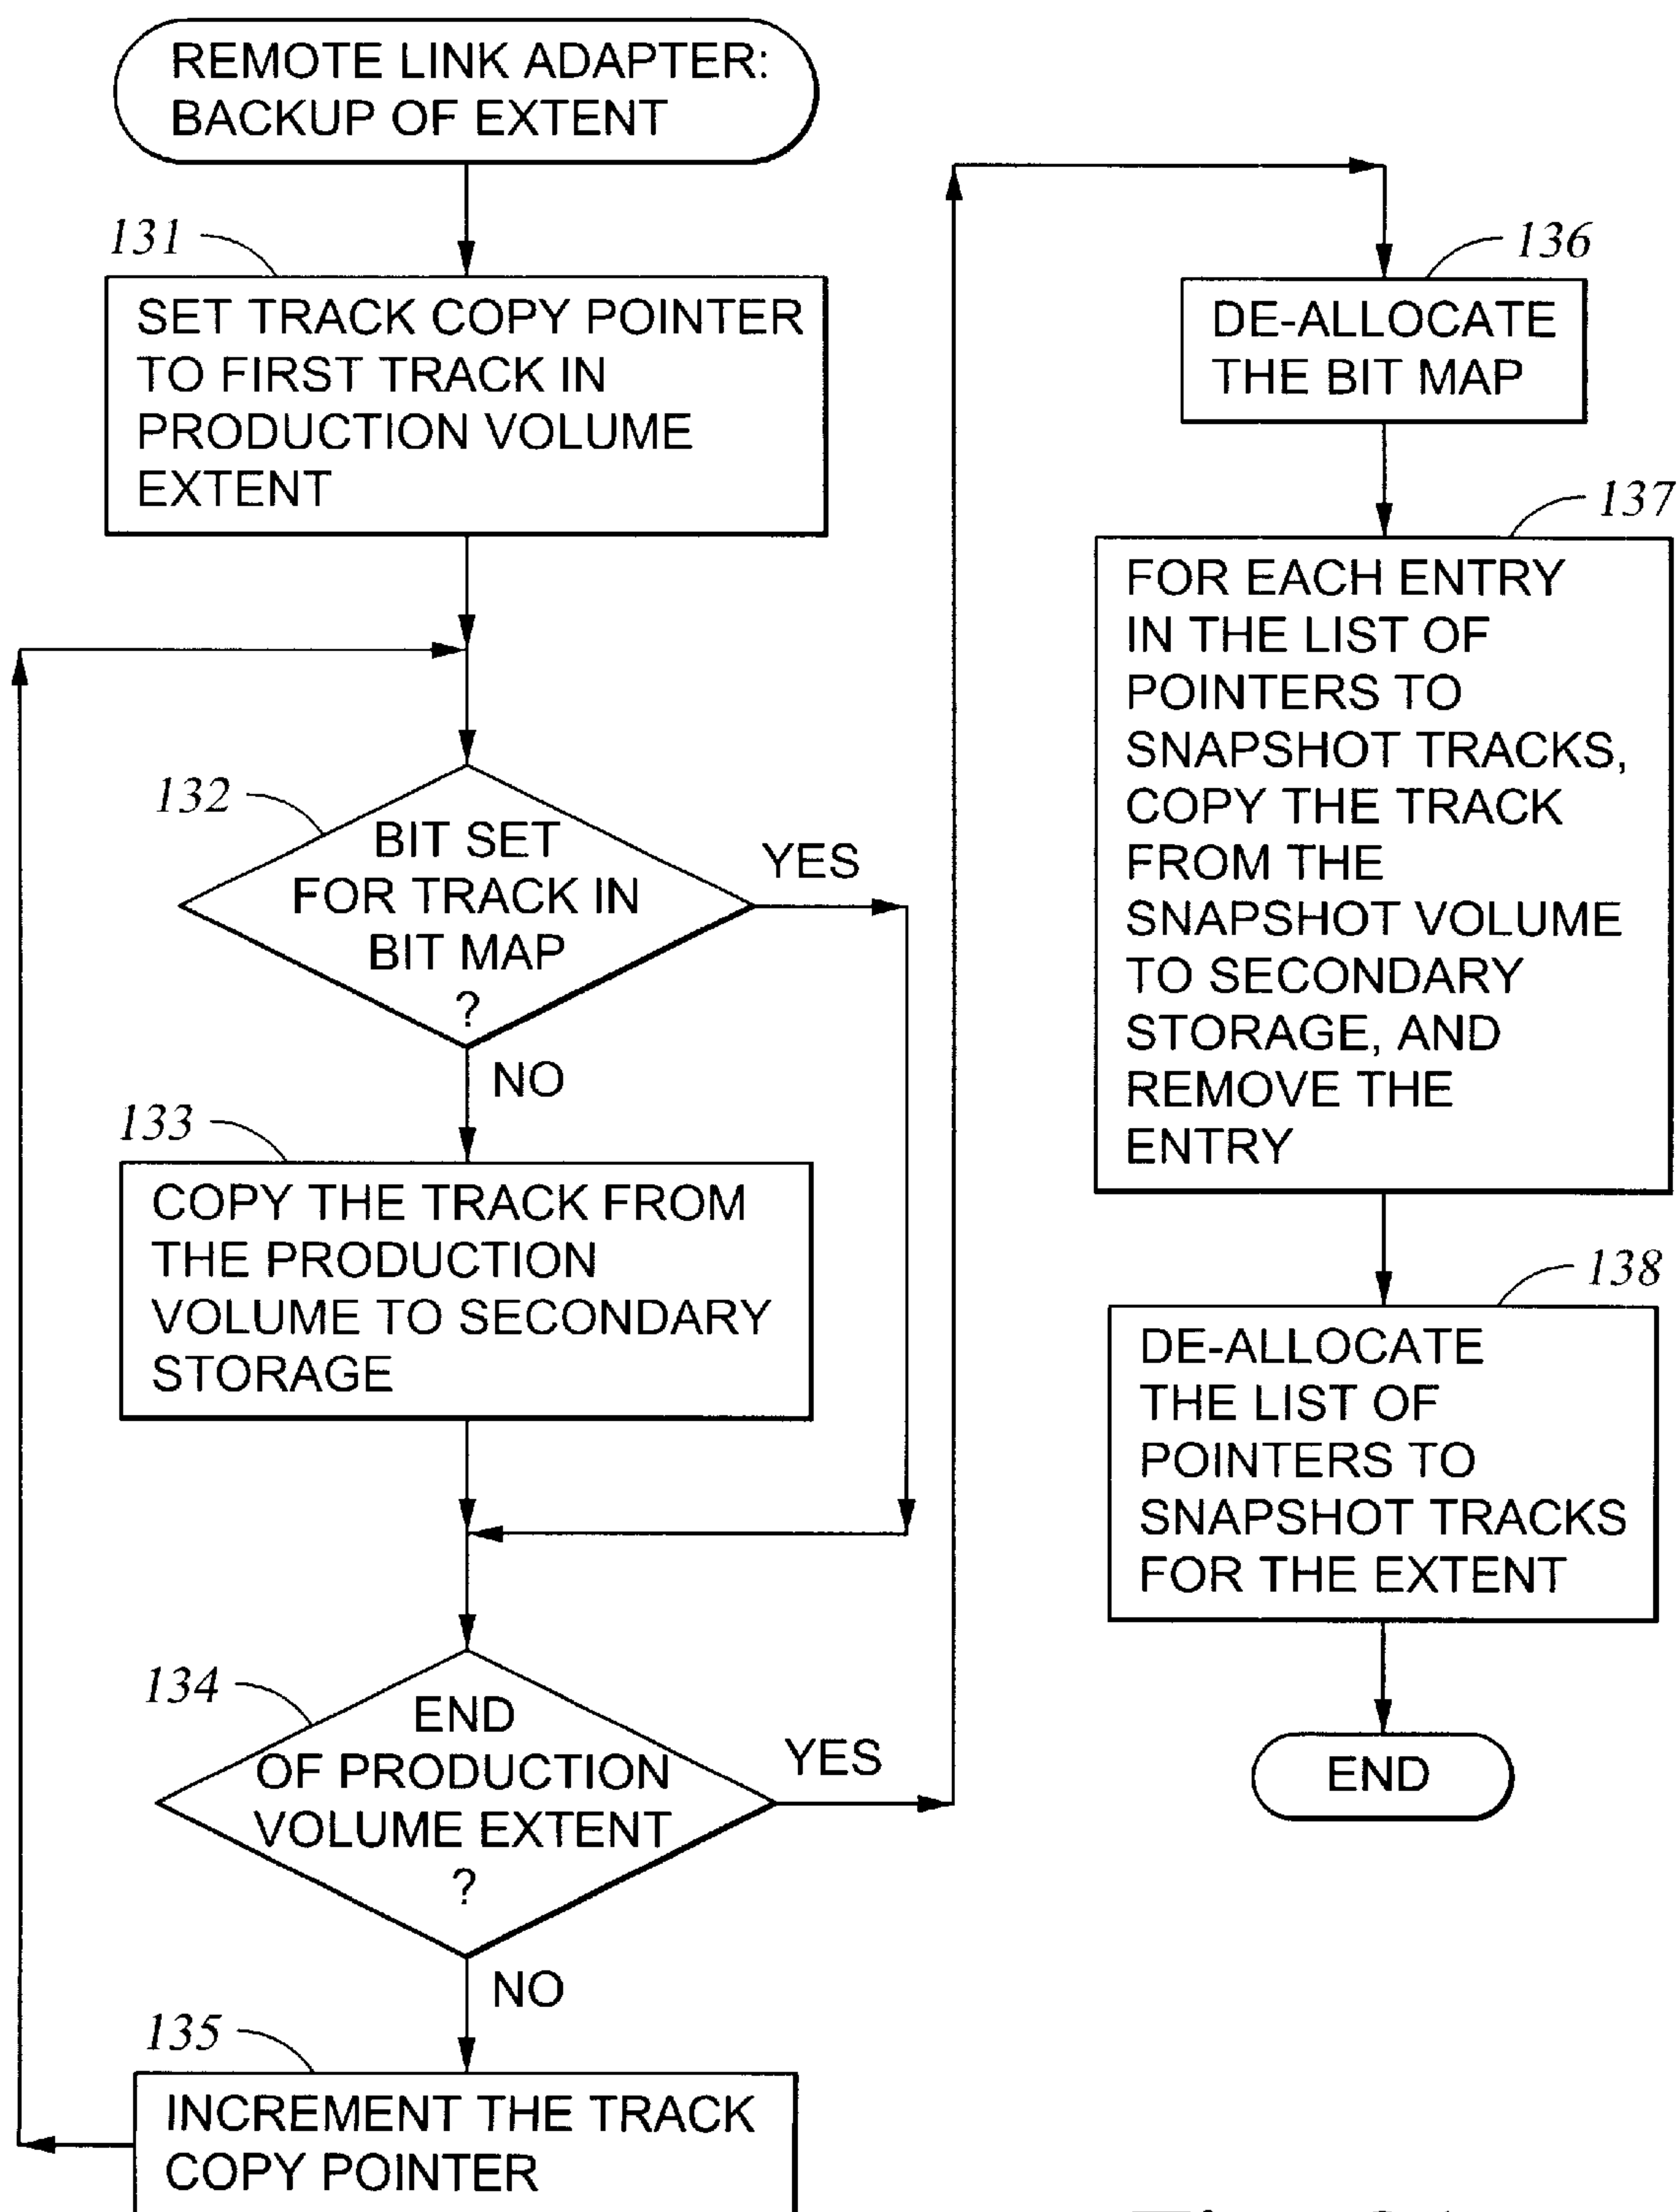 REMOTE LINK ADAPTER:
BACKUP OF EXTENT
131
SET TRACK COPY POINTER
TO FIRST TRACK IN
PRODUCTION VOLUME
EXTENT
132
BIT SET
FOR TRACK IN
BIT MAP
?
YES
NO
133
COPY THE TRACK FROM
THE PRODUCTION
VOLUME TO SECONDARY
STORAGE
134
END
OF PRODUCTION
VOLUME EXTENT
?
YES
NO
135
INCREMENT THE TRACK
COPY POINTER
136
DE-ALLOCATE
THE BIT MAP
137
FOR EACH ENTRY
IN THE LIST OF
POINTERS TO
SNAPSHOT TRACKS,
COPY THE TRACK
FROM THE
SNAPSHOT VOLUME
TO SECONDARY
STORAGE, AND
REMOVE THE
ENTRY
138
DE-ALLOCATE
THE LIST OF
POINTERS TO
SNAPSHOT TRACKS
FOR THE EXTENT
END